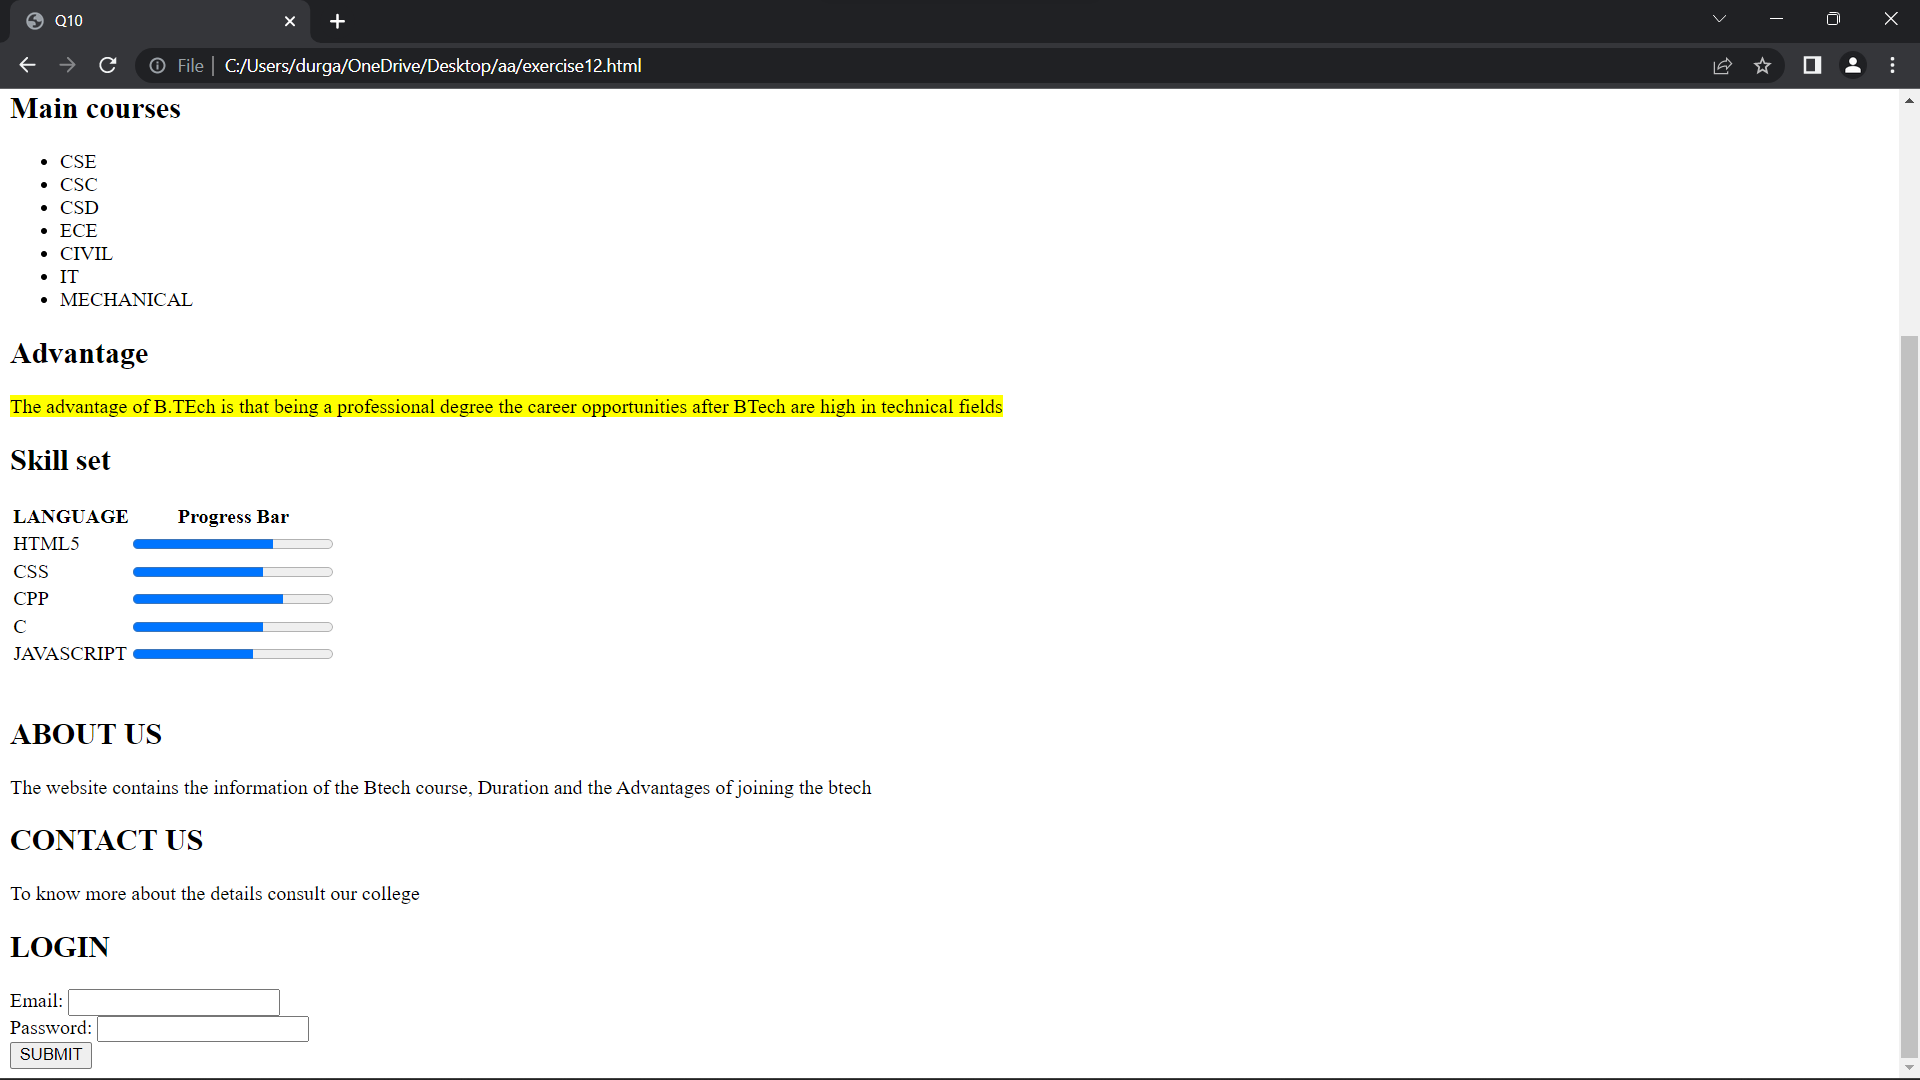 Q10
File
C:/Users/durga/OneDrive/Desktop/aa/exercise12.html
Main courses
CSE
CSC
CSD
ECE
CIVIL
IT
MECHANICAL
Advantage
The advantage of B.TEch is that being a professional degree the career opportunities after BTech are high in technical fields
Skill set
LANGUAGE Progress Bar
HTML5
CSS
CPP
C
JAVASCRIPT
ABOUT US
The website contains the information of the Btech course, Duration and the Advantages of joining the btech
CONTACT US
To know more about the details consult our college
LOGIN
Email:
Password:
SUBMIT